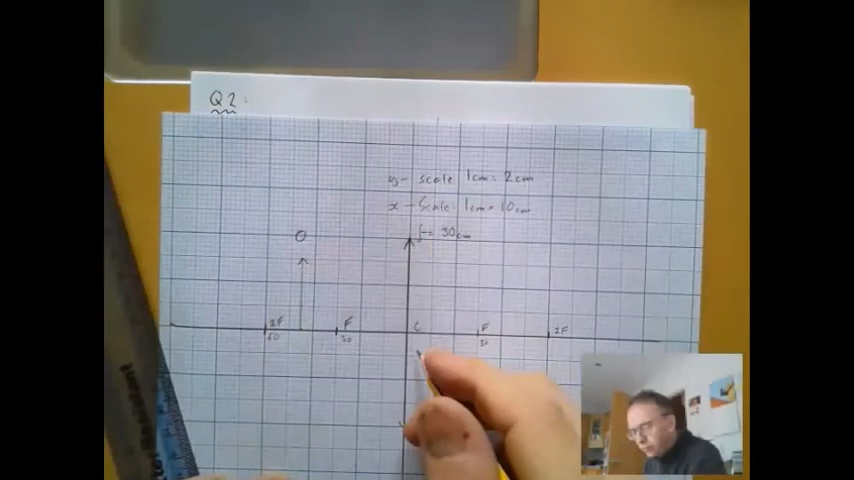 Q2:
y- scale 1cm = 2cm
x - Scale 1cm = 10cm
f = 30cm
O
2F F C F 2F
60 30 30